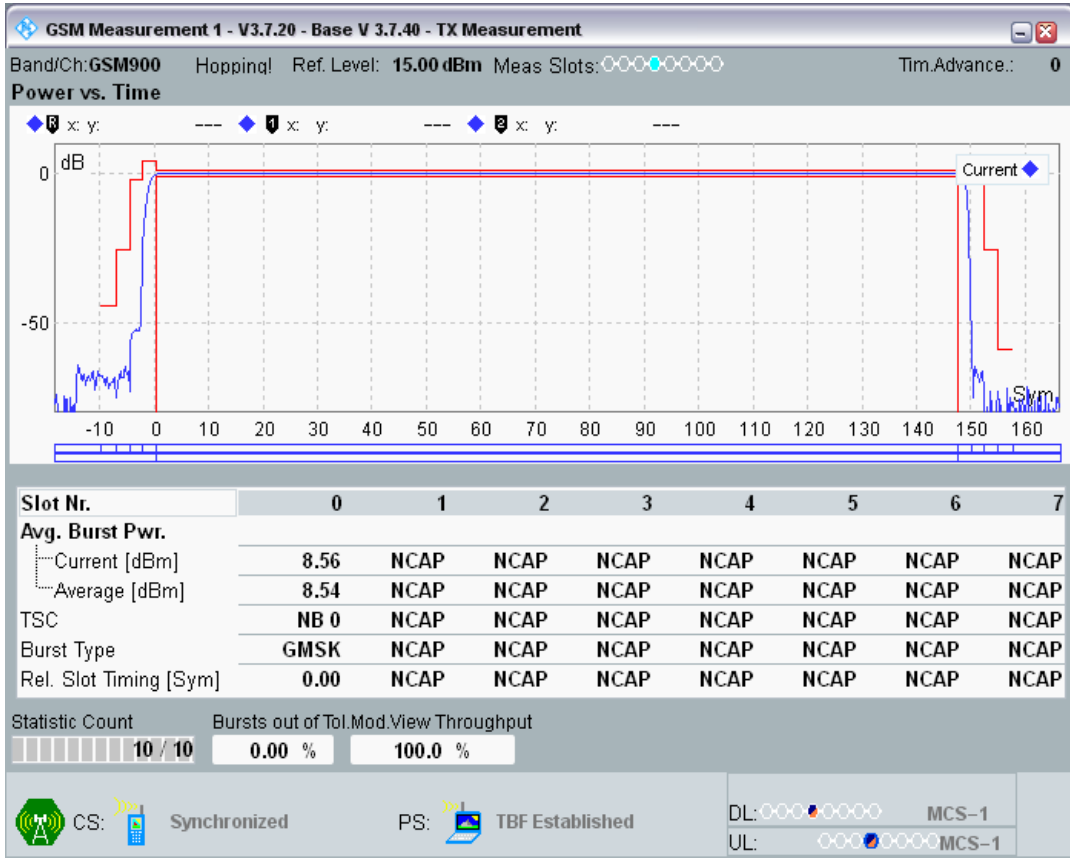 GSM Measurement 1 - V3.7.20 - Base V 3.7.40 - TX Measurement
Band/Ch:GSM900 Hopping! Ref. Level: 15.00 dBm Meas Slots: Tim.Advance.: 0
Power vs. Time
R x: y: --- 1 x: y: --- 2 x: y: ---
dB
Current
0
-50
Sym
-10 0 10 20 30 40 50 60 70 80 90 100 110 120 130 140 150 160
Slot Nr. 0 1 2 3 4 5 6 7
Avg. Burst Pwr.
Current [dBm] 8.56 NCAP NCAP NCAP NCAP NCAP NCAP NCAP
Average [dBm] 8.54 NCAP NCAP NCAP NCAP NCAP NCAP NCAP
TSC NB 0 NCAP NCAP NCAP NCAP NCAP NCAP NCAP
Burst Type GMSK NCAP NCAP NCAP NCAP NCAP NCAP NCAP
Rel. Slot Timing [Sym] 0.00 NCAP NCAP NCAP NCAP NCAP NCAP NCAP
Statistic Count Bursts out of Tol.Mod.View Throughput
10 / 10 0.00 % 100.0 %
CS: Synchronized PS: TBF Established
DL: MCS-1
UL: MCS-1